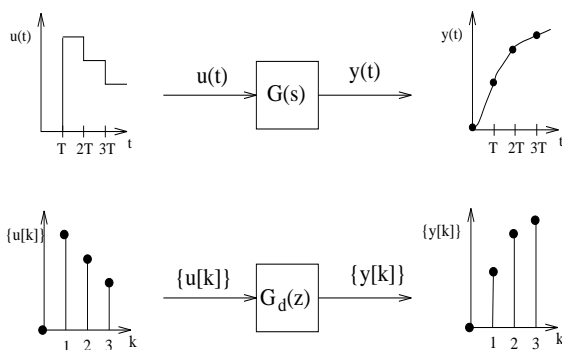 u(t)
T 2T 3T t
u(t)
G(s)
y(t)
y(t)
T 2T 3T t
{u[k]}
1 2 3 k
{u[k]}
G_d(z)
{y[k]}
{y[k]}
1 2 3 k